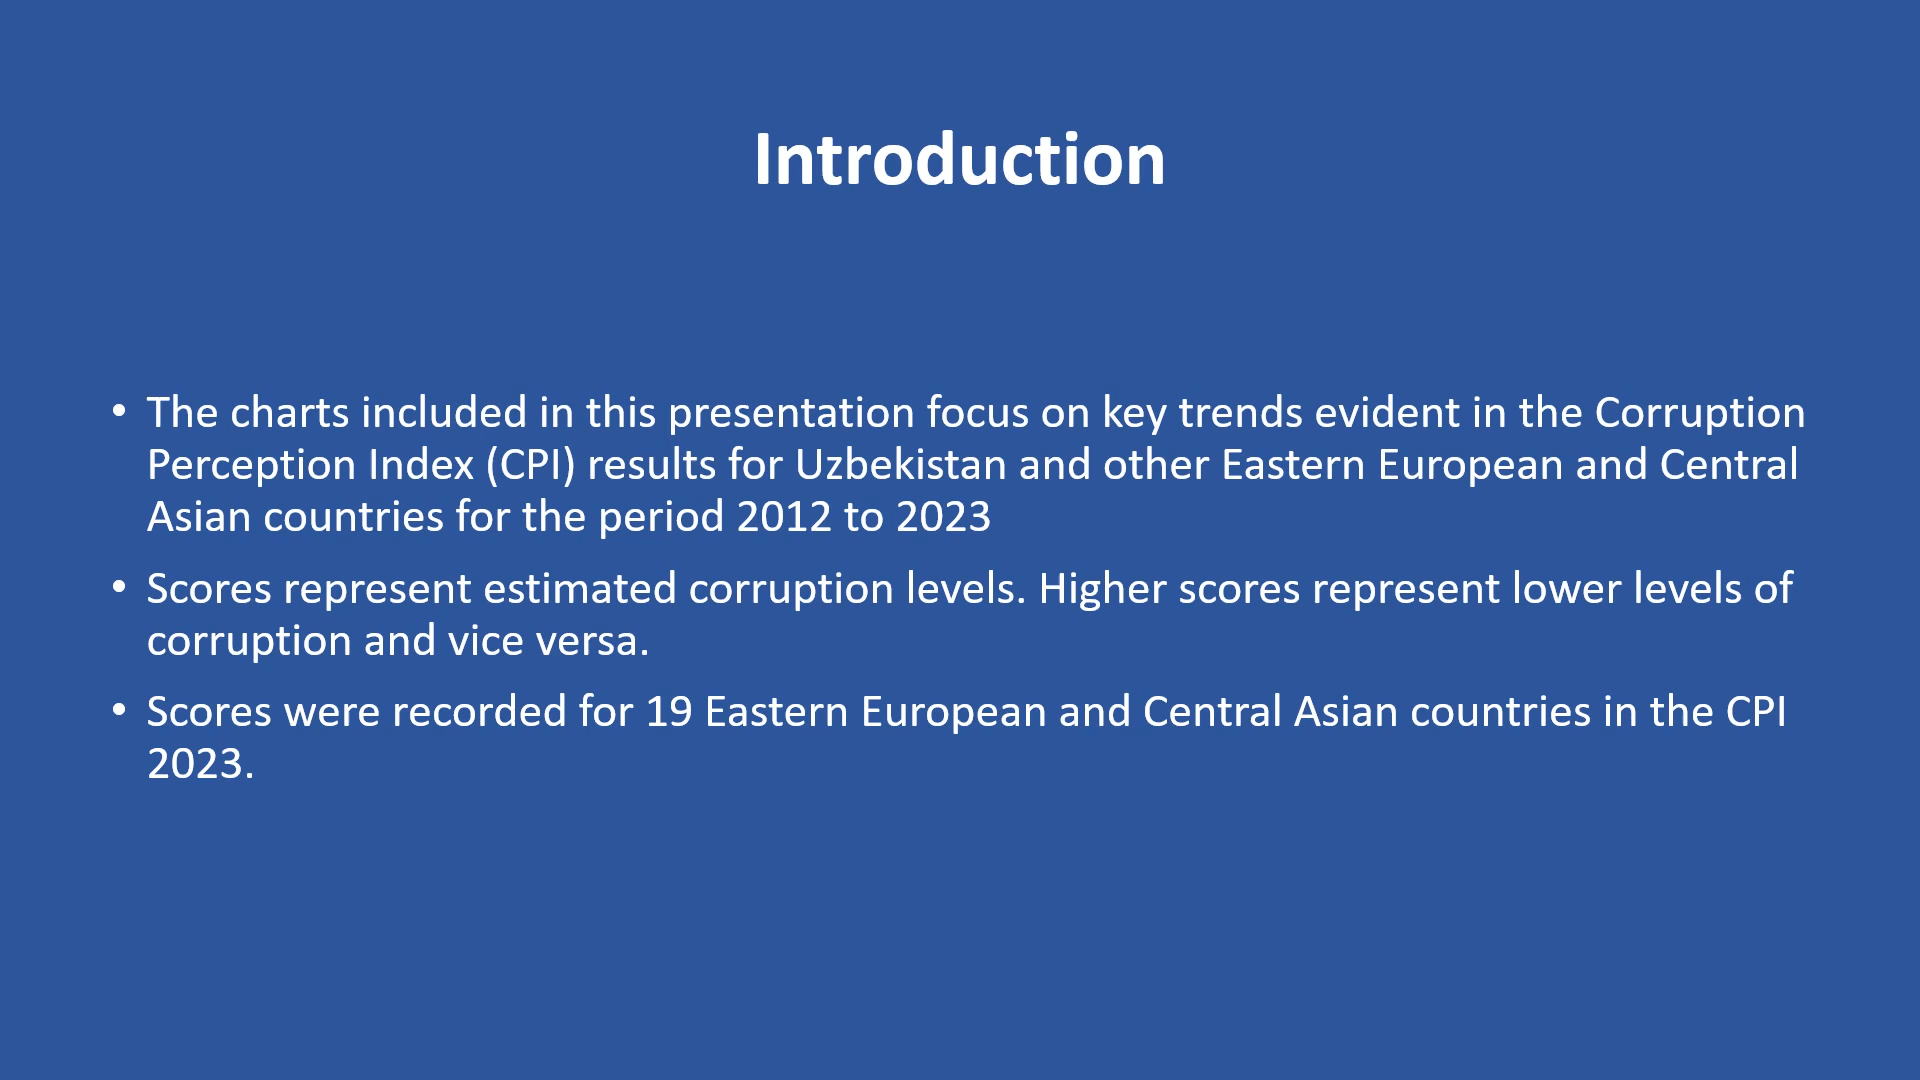 Introduction
• The charts included in this presentation focus on key trends evident in the Corruption
Perception Index (CPI) results for Uzbekistan and other Eastern European and Central
Asian countries for the period 2012 to 2023
• Scores represent estimated corruption levels. Higher scores represent lower levels of
corruption and vice versa.
• Scores were recorded for 19 Eastern European and Central Asian countries in the CPI
2023.